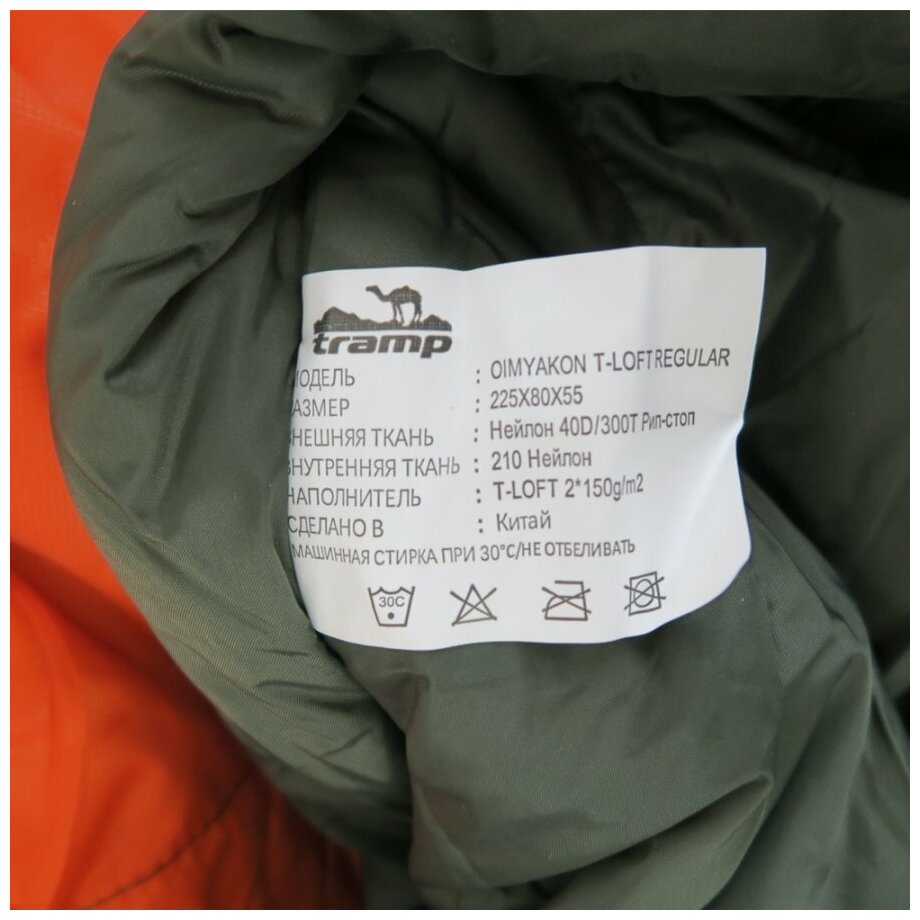 tramp
МОДЕЛЬ : OIMYAKON T-LOFT REGULAR
РАЗМЕР : 225X80X55
ВНЕШНЯЯ ТКАНЬ : Нейлон 40D/300T Рип-стоп
ВНУТРЕННЯЯ ТКАНЬ : 210 Нейлон
НАПОЛНИТЕЛЬ : T-LOFT 2*150g/m2
СДЕЛАНО В : Китай
МАШИННАЯ СТИРКА ПРИ 30°C/НЕ ОТБЕЛИВАТЬ
30C